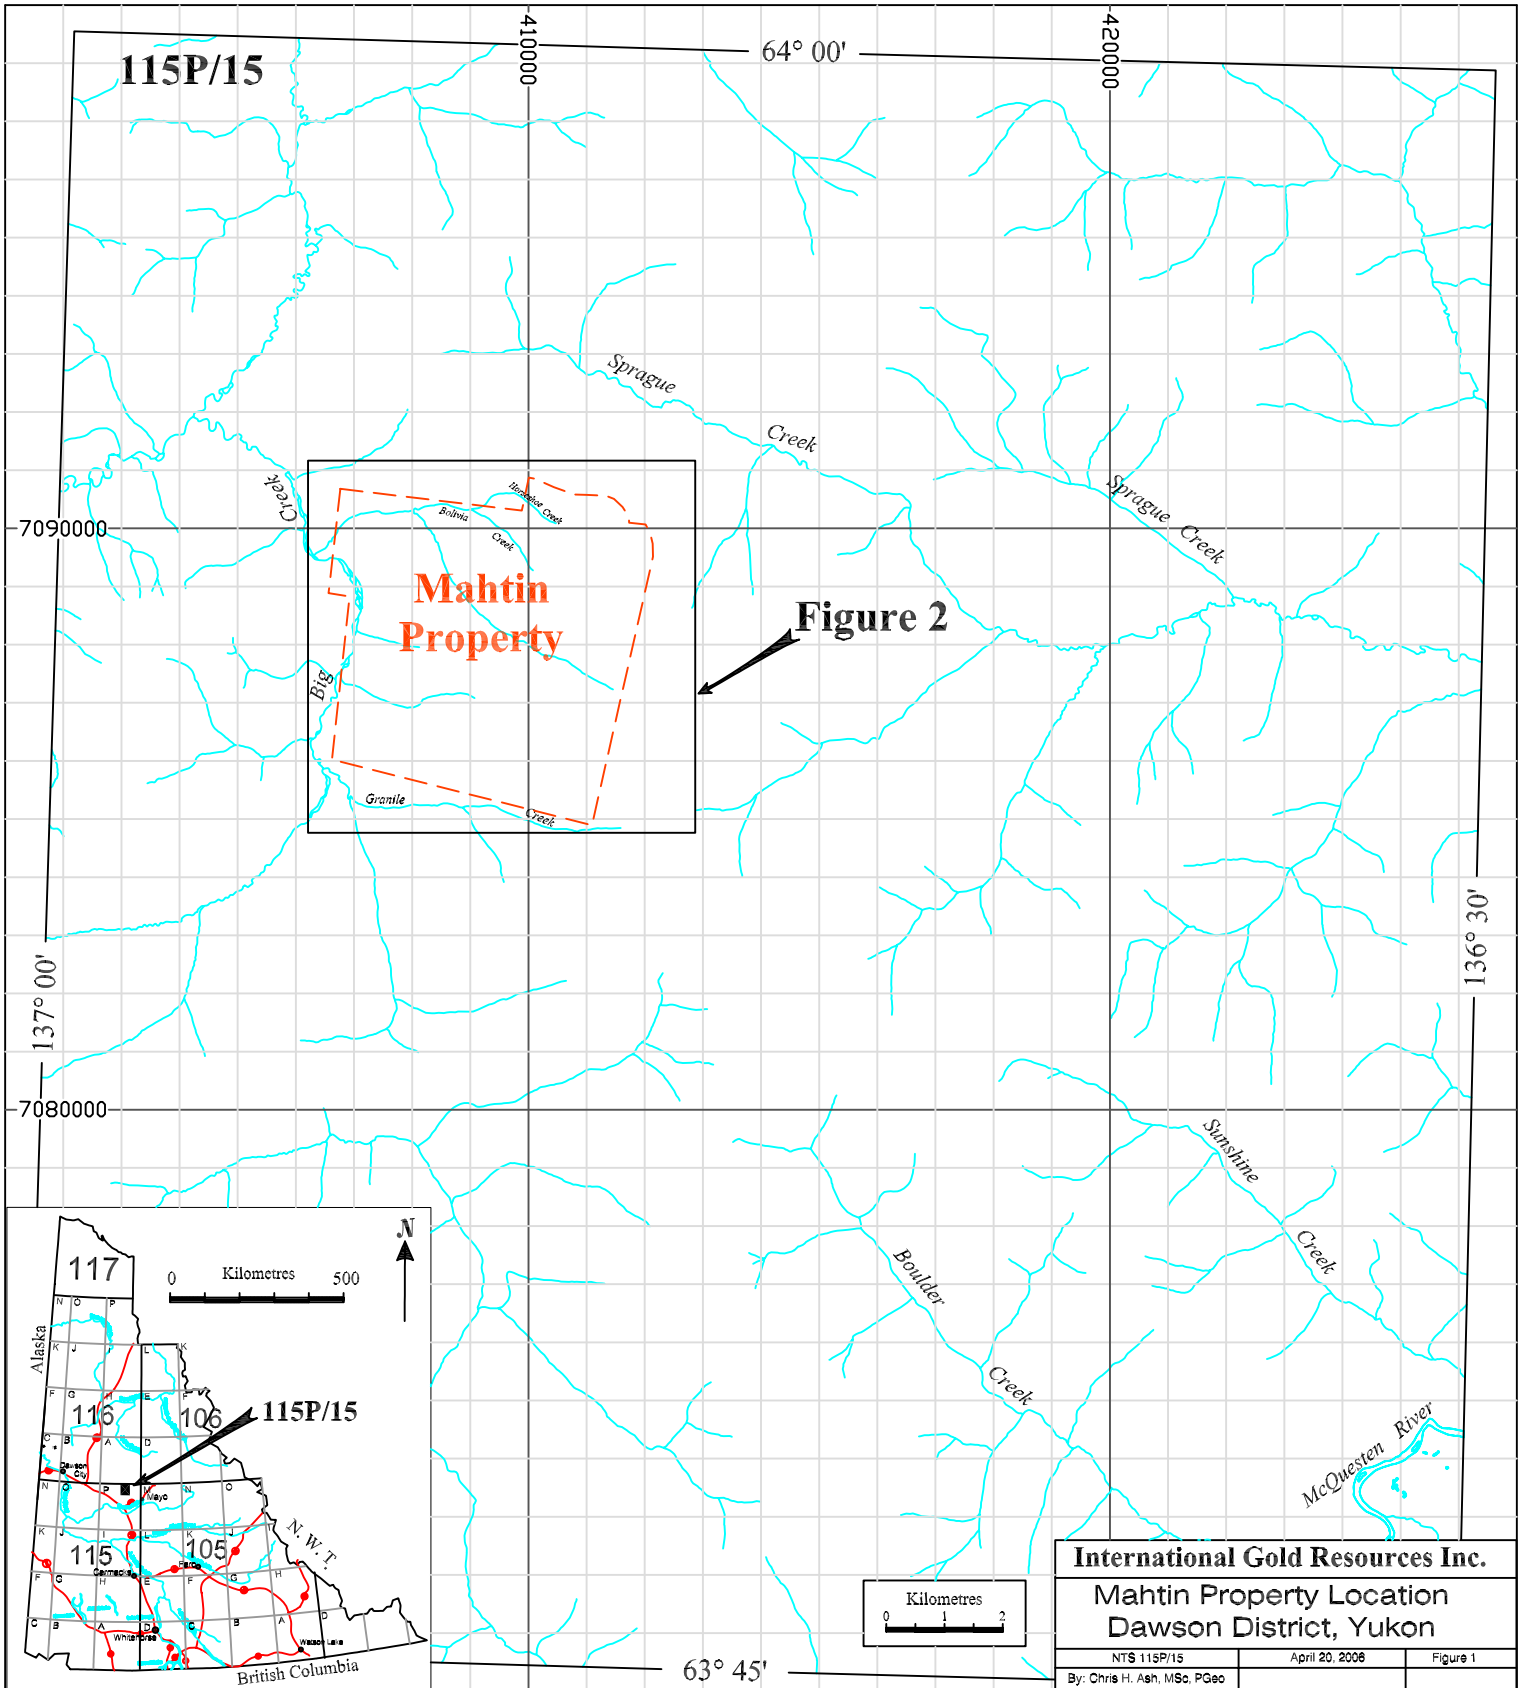 410000
420000
64° 00'
115P/15
Sprague
Creek
Creek
Sprague
Creek
Horseshoe
Creek
Bolivia
Creek
7090000
Mahtin
Property
Figure 2
Big
Granite
Creek
136° 30'
137° 00'
7080000
Sunshine
Creek
Boulder
Creek
McQuesten River
117
0 Kilometres 500
N
Alaska
N O P
K J I L K
F G H E F
116
106
115P/15
C B A D
Dawson
City
N O P M N O
Mayo
K J I L K J I
115
105
N. W. T.
Faro
Carmacks
F G H E F G H
C B A D C B A D
Whitehorse
Watson Lake
British Columbia
63° 45'
Kilometres
0 1 2
International Gold Resources Inc.
Mahtin Property Location
Dawson District, Yukon
NTS 115P/15
April 20, 2006
Figure 1
By: Chris H. Ash, MSc, PGeo